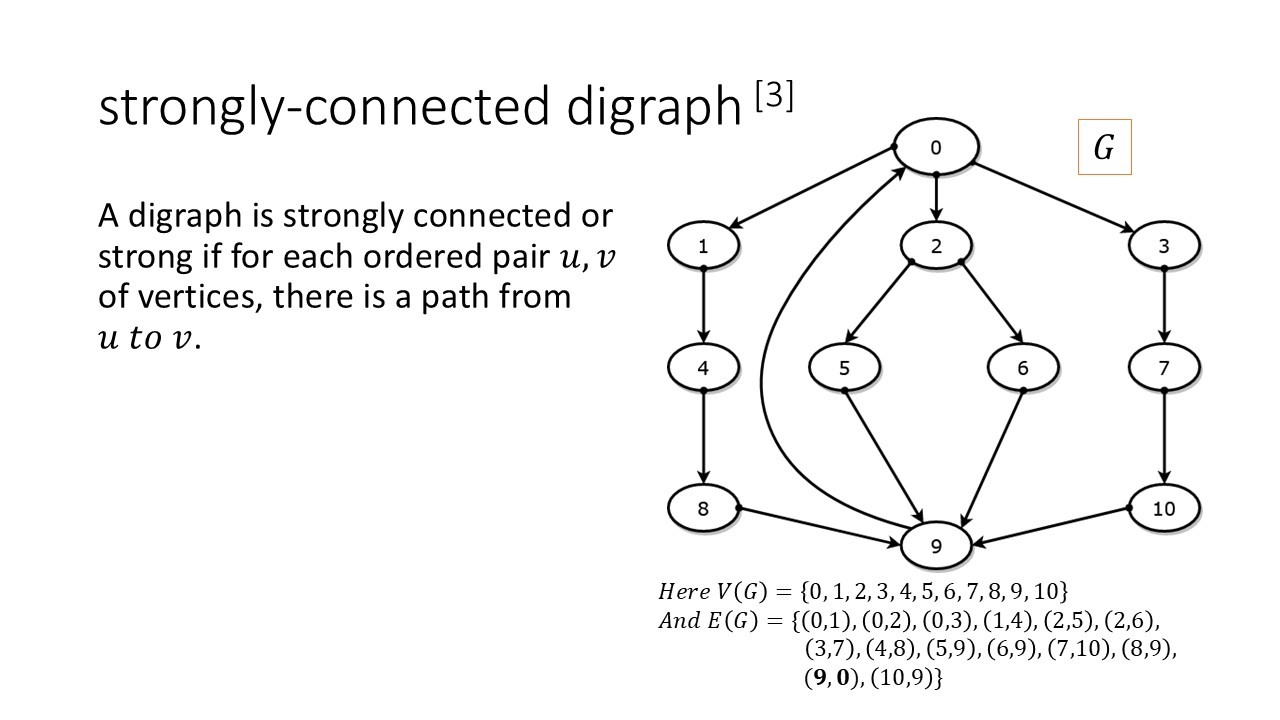 strongly-connected digraph [3]
A digraph is strongly connected or
strong if for each ordered pair u, v
of vertices, there is a path from
u to v.
G
0
1
2
3
4
5
6
7
8
9
10
Here V(G) = {0, 1, 2, 3, 4, 5, 6, 7, 8, 9, 10}
And E(G) = {(0,1), (0,2), (0,3), (1,4), (2,5), (2,6),
(3,7), (4,8), (5,9), (6,9), (7,10), (8,9),
(9, 0), (10,9)}